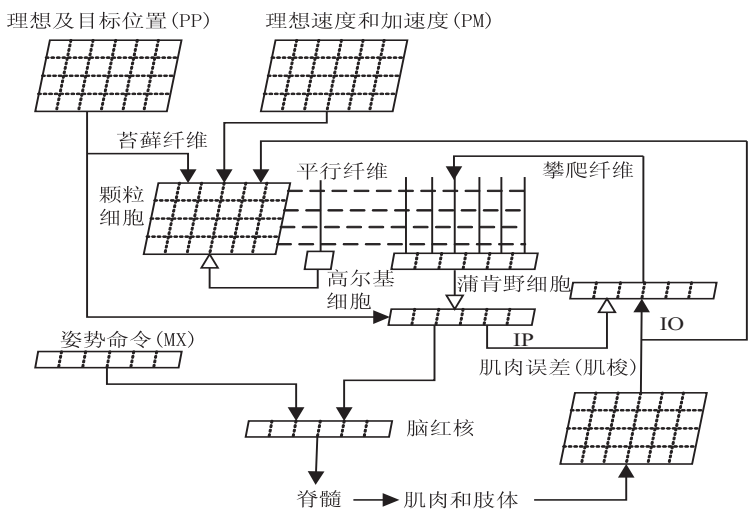 理想及目标位置(PP)
理想速度和加速度(PM)
苔藓纤维
平行纤维
攀爬纤维
颗粒
细胞
高尔基
细胞
蒲肯野细胞
IP
IO
姿势命令(MX)
肌肉误差(肌梭)
脑红核
脊髓
肌肉和肢体